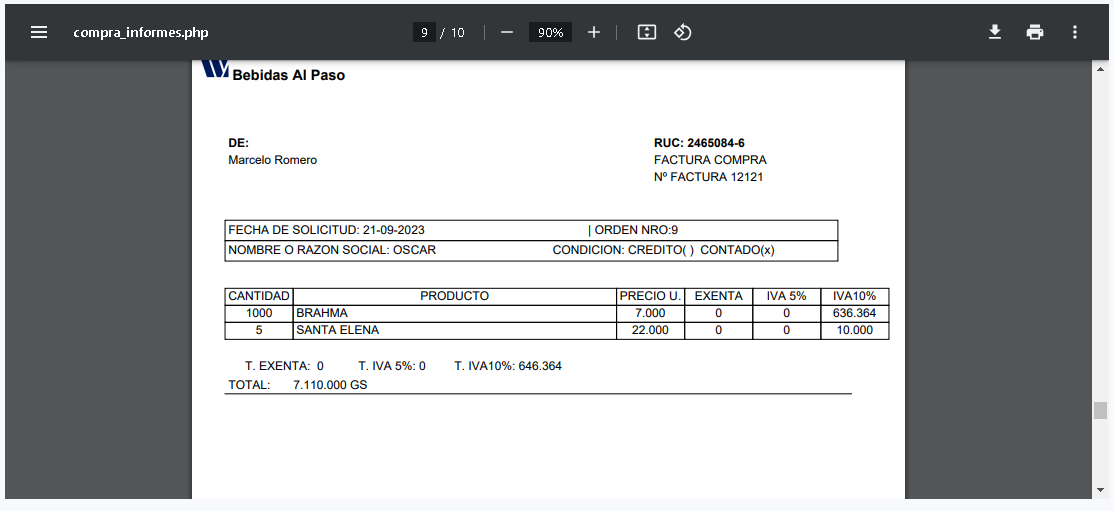 compra_informes.php 9 / 10 90%
Bebidas Al Paso
DE: RUC: 2465084-6
Marcelo Romero FACTURA COMPRA
Nº FACTURA 12121
FECHA DE SOLICITUD: 21-09-2023 | ORDEN NRO:9
NOMBRE O RAZON SOCIAL: OSCAR CONDICION: CREDITO( ) CONTADO(x)
CANTIDAD PRODUCTO PRECIO U. EXENTA IVA 5% IVA10%
1000 BRAHMA 7.000 0 0 636.364
5 SANTA ELENA 22.000 0 0 10.000
T. EXENTA: 0 T. IVA 5%: 0 T. IVA10%: 646.364
TOTAL: 7.110.000 GS